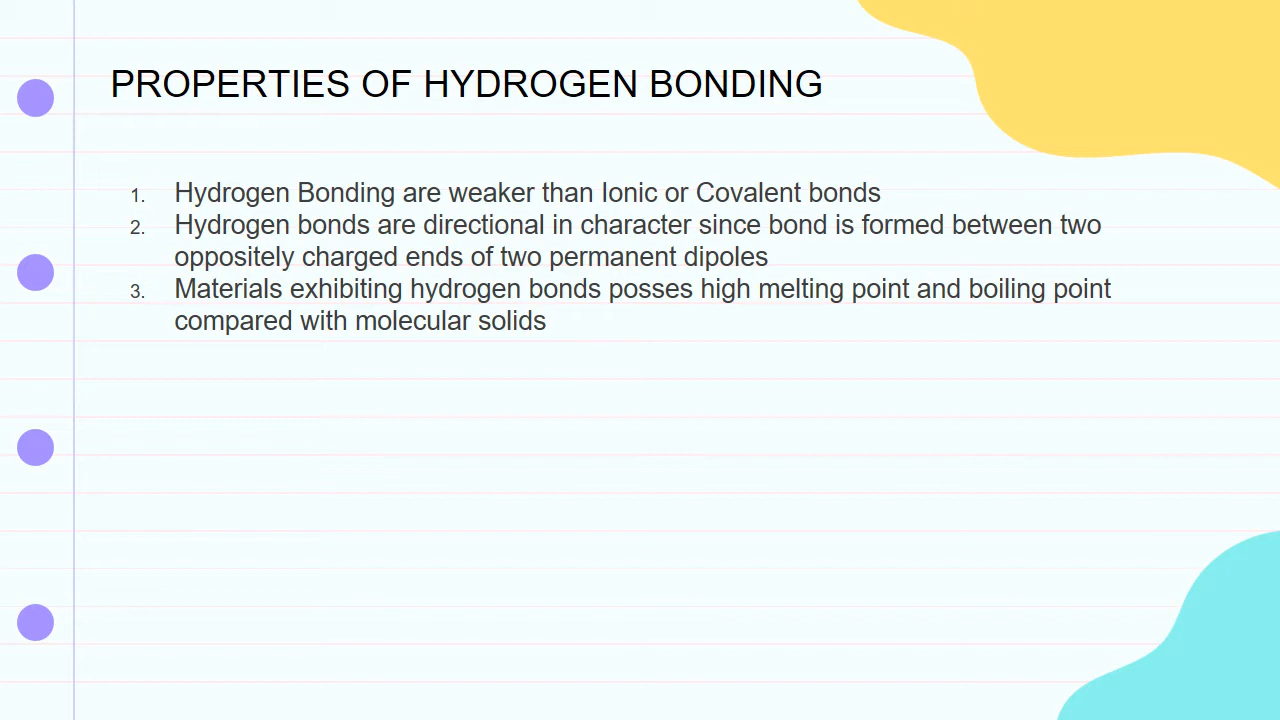 PROPERTIES OF HYDROGEN BONDING
1. Hydrogen Bonding are weaker than Ionic or Covalent bonds
2. Hydrogen bonds are directional in character since bond is formed between two
oppositely charged ends of two permanent dipoles
3. Materials exhibiting hydrogen bonds posses high melting point and boiling point
compared with molecular solids